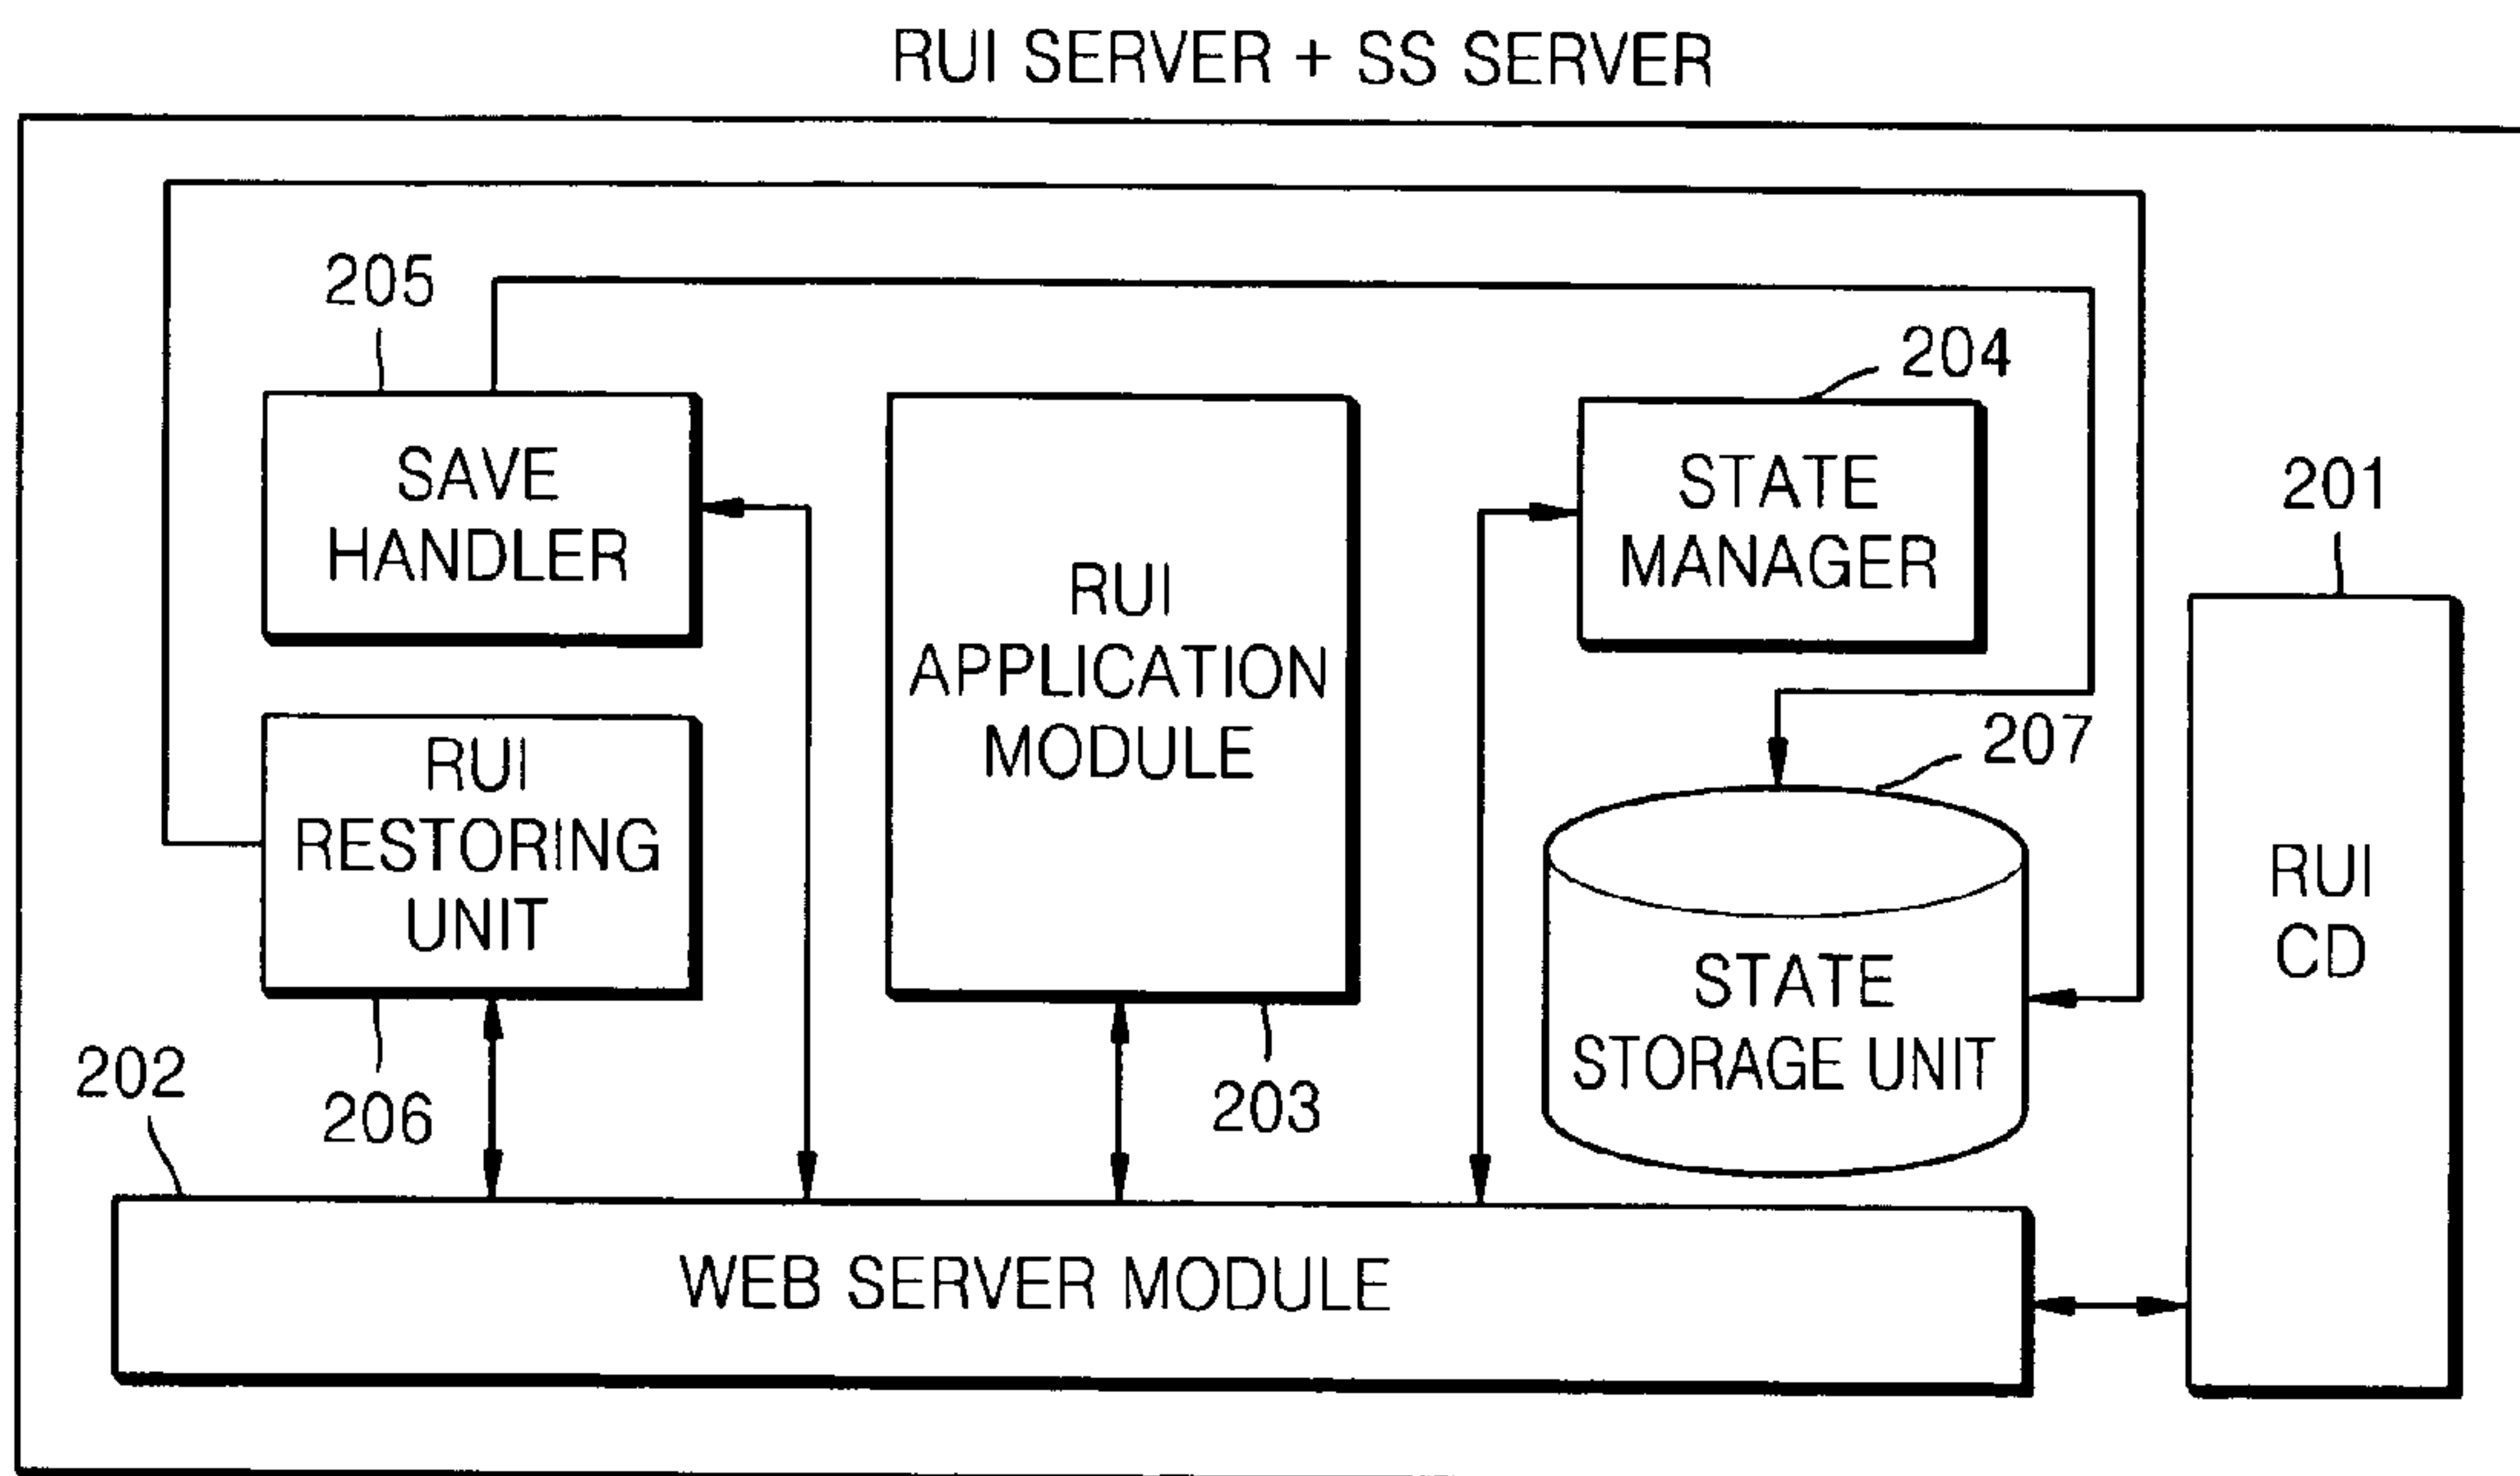 RUI SERVER + SS SERVER
205
204
SAVE
HANDLER
RUI
APPLICATION
MODULE
STATE
MANAGER
201
RUI
RESTORING
UNIT
207
RUI
CD
STATE
STORAGE UNIT
202
206
203
WEB SERVER MODULE